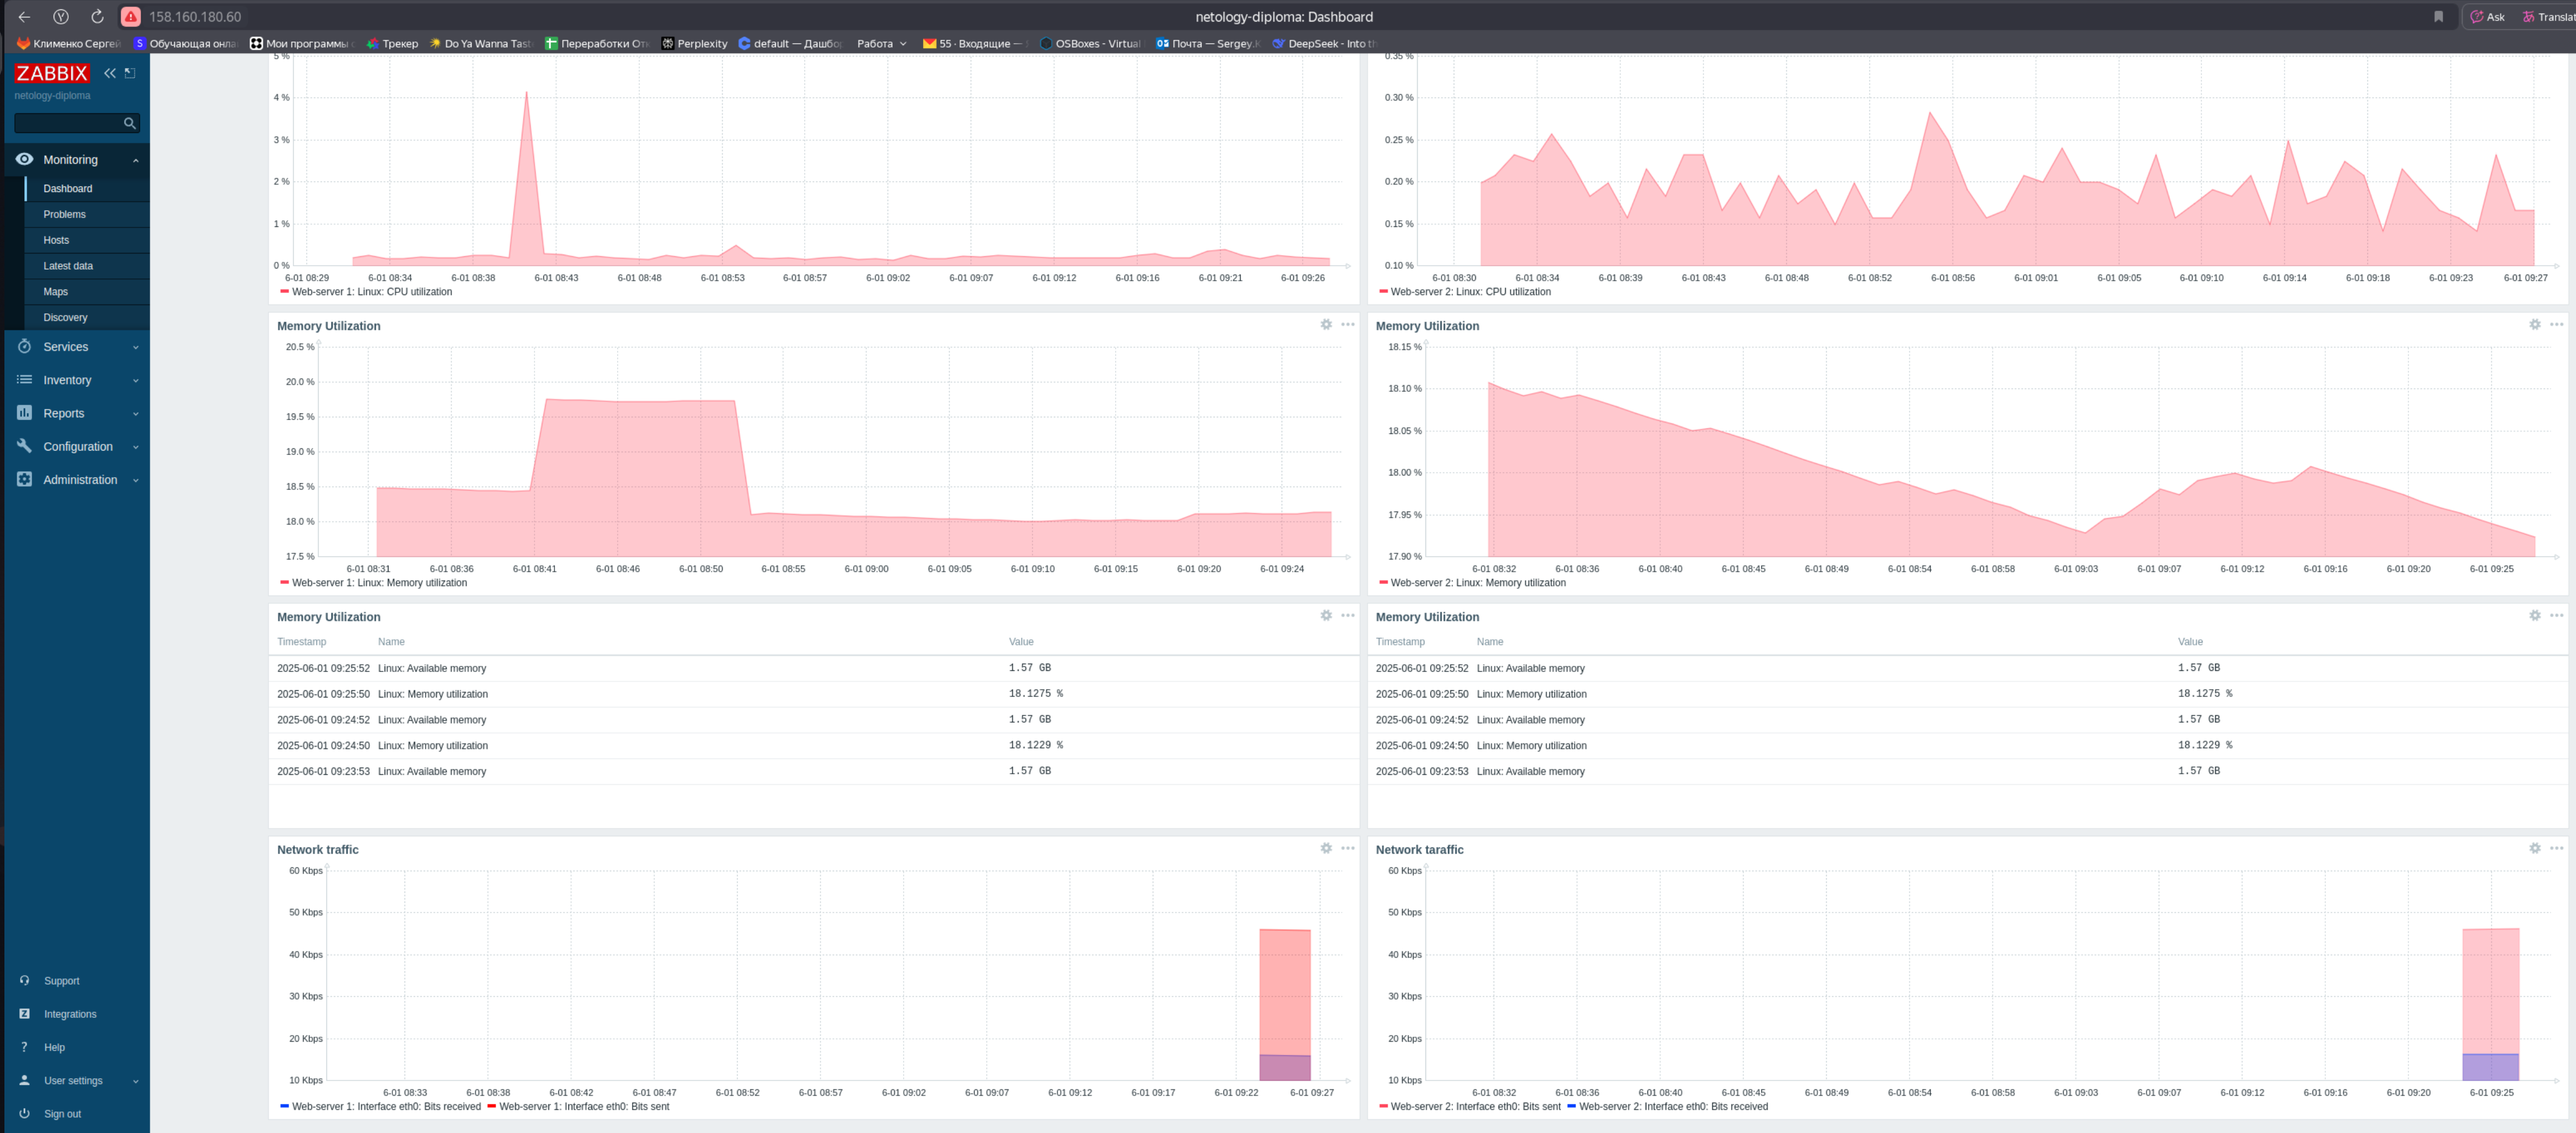 158.160.180.60
netology-diploma: Dashboard
Ask
Translat
Клименко Сергей
Обучающая онла
Мои программы
Трекер
Do Ya Wanna Tast
Переработки От
Perplexity
default — Дашбо
Работа
55 · Входящие —
OSBoxes - Virtual
Почта — Sergey.K
DeepSeek - Into th
ZABBIX
netology-diploma
Monitoring
Dashboard
Problems
Hosts
Latest data
Maps
Discovery
Services
Inventory
Reports
Configuration
Administration
Support
Integrations
Help
User settings
Sign out
5 %
4 %
3 %
2 %
1 %
0 %
6-01 08:29 6-01 08:34 6-01 08:38 6-01 08:43 6-01 08:48 6-01 08:53 6-01 08:57 6-01 09:02 6-01 09:07 6-01 09:12 6-01 09:16 6-01 09:21 6-01 09:26
Web-server 1: Linux: CPU utilization
0.35 %
0.30 %
0.25 %
0.20 %
0.15 %
0.10 %
6-01 08:30 6-01 08:34 6-01 08:39 6-01 08:43 6-01 08:48 6-01 08:52 6-01 08:56 6-01 09:01 6-01 09:05 6-01 09:10 6-01 09:14 6-01 09:18 6-01 09:23 6-01 09:27
Web-server 2: Linux: CPU utilization
Memory Utilization
20.5 %
20.0 %
19.5 %
19.0 %
18.5 %
18.0 %
17.5 %
6-01 08:31 6-01 08:36 6-01 08:41 6-01 08:46 6-01 08:50 6-01 08:55 6-01 09:00 6-01 09:05 6-01 09:10 6-01 09:15 6-01 09:20 6-01 09:24
Web-server 1: Linux: Memory utilization
Memory Utilization
18.15 %
18.10 %
18.05 %
18.00 %
17.95 %
17.90 %
6-01 08:32 6-01 08:36 6-01 08:40 6-01 08:45 6-01 08:49 6-01 08:54 6-01 08:58 6-01 09:03 6-01 09:07 6-01 09:12 6-01 09:16 6-01 09:20 6-01 09:25
Web-server 2: Linux: Memory utilization
Memory Utilization
Timestamp Name Value
2025-06-01 09:25:52 Linux: Available memory 1.57 GB
2025-06-01 09:25:50 Linux: Memory utilization 18.1275 %
2025-06-01 09:24:52 Linux: Available memory 1.57 GB
2025-06-01 09:24:50 Linux: Memory utilization 18.1229 %
2025-06-01 09:23:53 Linux: Available memory 1.57 GB
Memory Utilization
Timestamp Name Value
2025-06-01 09:25:52 Linux: Available memory 1.57 GB
2025-06-01 09:25:50 Linux: Memory utilization 18.1275 %
2025-06-01 09:24:52 Linux: Available memory 1.57 GB
2025-06-01 09:24:50 Linux: Memory utilization 18.1229 %
2025-06-01 09:23:53 Linux: Available memory 1.57 GB
Network traffic
60 Kbps
50 Kbps
40 Kbps
30 Kbps
20 Kbps
10 Kbps
6-01 08:33 6-01 08:38 6-01 08:42 6-01 08:47 6-01 08:52 6-01 08:57 6-01 09:02 6-01 09:07 6-01 09:12 6-01 09:17 6-01 09:22 6-01 09:27
Web-server 1: Interface eth0: Bits received Web-server 1: Interface eth0: Bits sent
Network taraffic
60 Kbps
50 Kbps
40 Kbps
30 Kbps
20 Kbps
10 Kbps
6-01 08:32 6-01 08:36 6-01 08:40 6-01 08:45 6-01 08:49 6-01 08:54 6-01 08:58 6-01 09:03 6-01 09:07 6-01 09:12 6-01 09:16 6-01 09:20 6-01 09:25
Web-server 2: Interface eth0: Bits sent Web-server 2: Interface eth0: Bits received